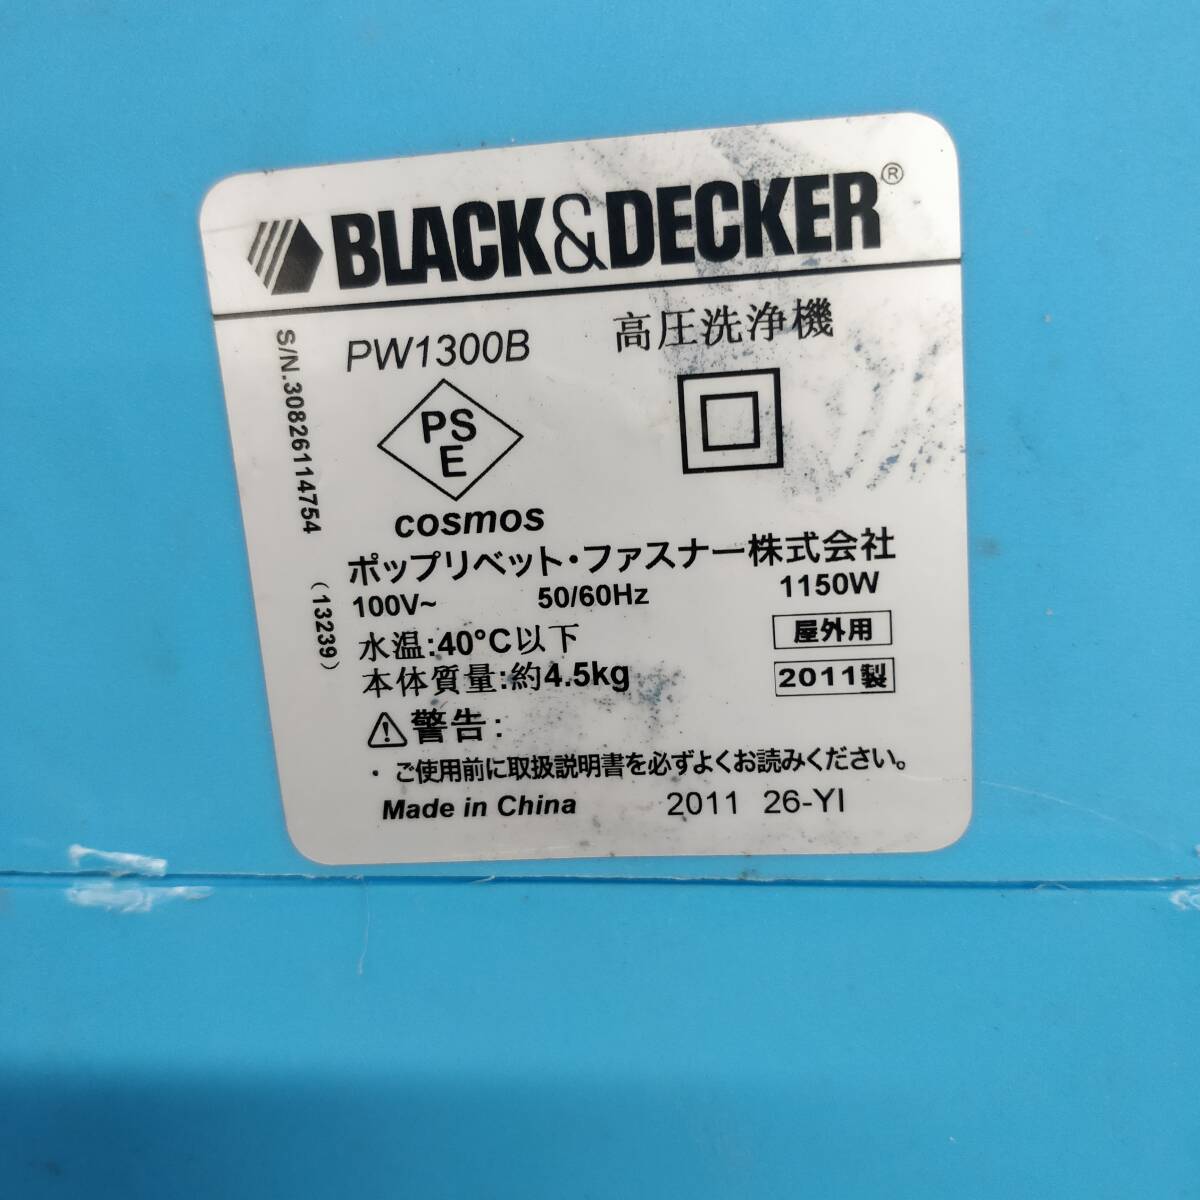 BLACK&DECKER®
PW1300B 高圧洗浄機
S/N.30826114754 (13239)
PS
E
cosmos
ポップリベット・ファスナー株式会社
100V~ 50/60Hz 1150W
水温:40°C以下 屋外用
本体質量:約4.5kg 2011製
警告:
・ご使用前に取扱説明書を必ずよくお読みください。
Made in China 2011 26-YI